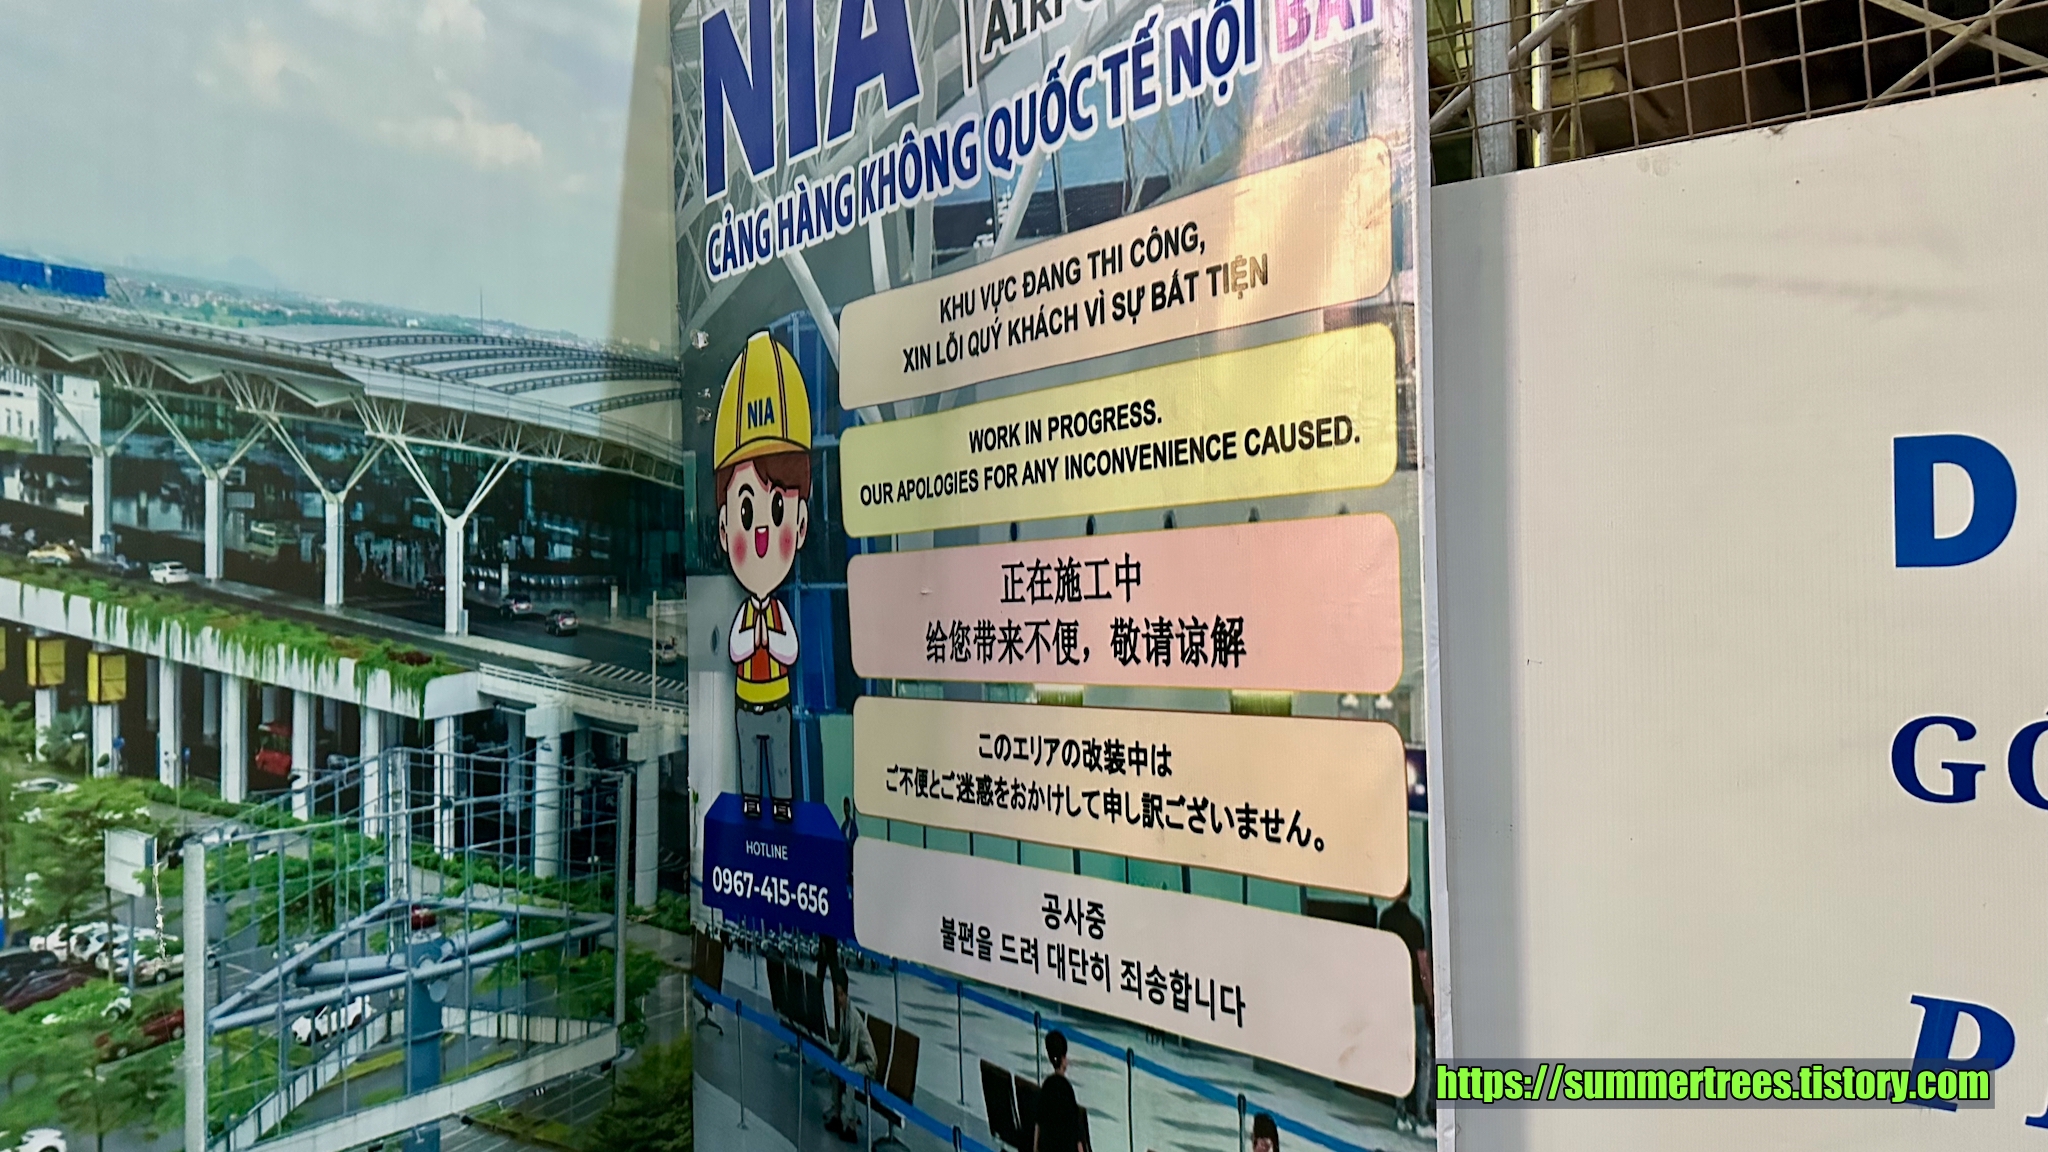 NIA
CẢNG HÀNG KHÔNG QUỐC TẾ NỘI BÀI
KHU VỰC ĐANG THI CÔNG,
XIN LỖI QUÝ KHÁCH VÌ SỰ BẤT TIỆN
WORK IN PROGRESS.
OUR APOLOGIES FOR ANY INCONVENIENCE CAUSED.
NIA
正在施工中
给您带来不便，敬请谅解
このエリアの改装中は
ご不便とご迷惑をおかけして申し訳ございません。
HOTLINE
0967-415-656
공사중
불편을 드려 대단히 죄송합니다
D
P
https://summertrees.tistory.com